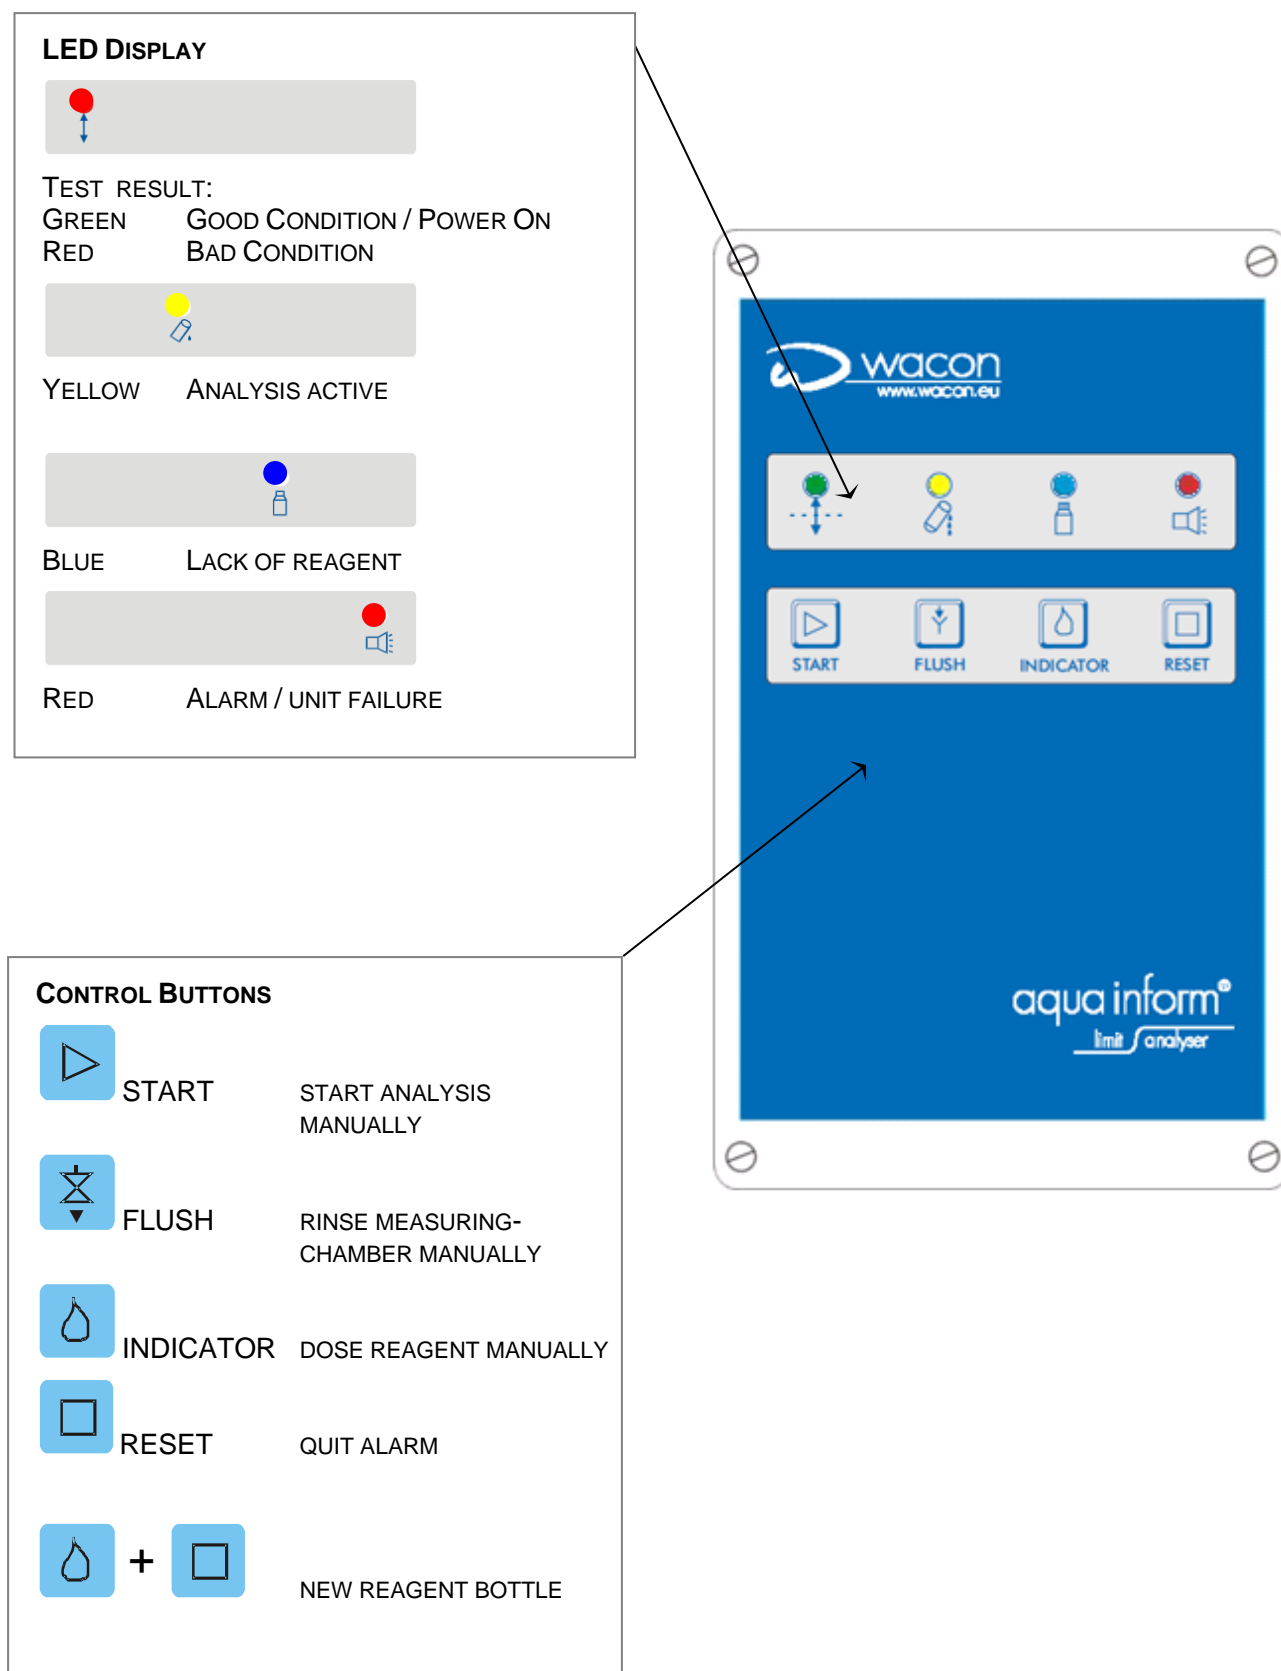 LED DISPLAY
TEST RESULT:
GREEN GOOD CONDITION / POWER ON
RED BAD CONDITION
YELLOW ANALYSIS ACTIVE
BLUE LACK OF REAGENT
RED ALARM / UNIT FAILURE
wacon
www.wacon.eu
START FLUSH INDICATOR RESET
aqua inform®
limit analyser
CONTROL BUTTONS
START START ANALYSIS
MANUALLY
FLUSH RINSE MEASURING-
CHAMBER MANUALLY
INDICATOR DOSE REAGENT MANUALLY
RESET QUIT ALARM
+ NEW REAGENT BOTTLE